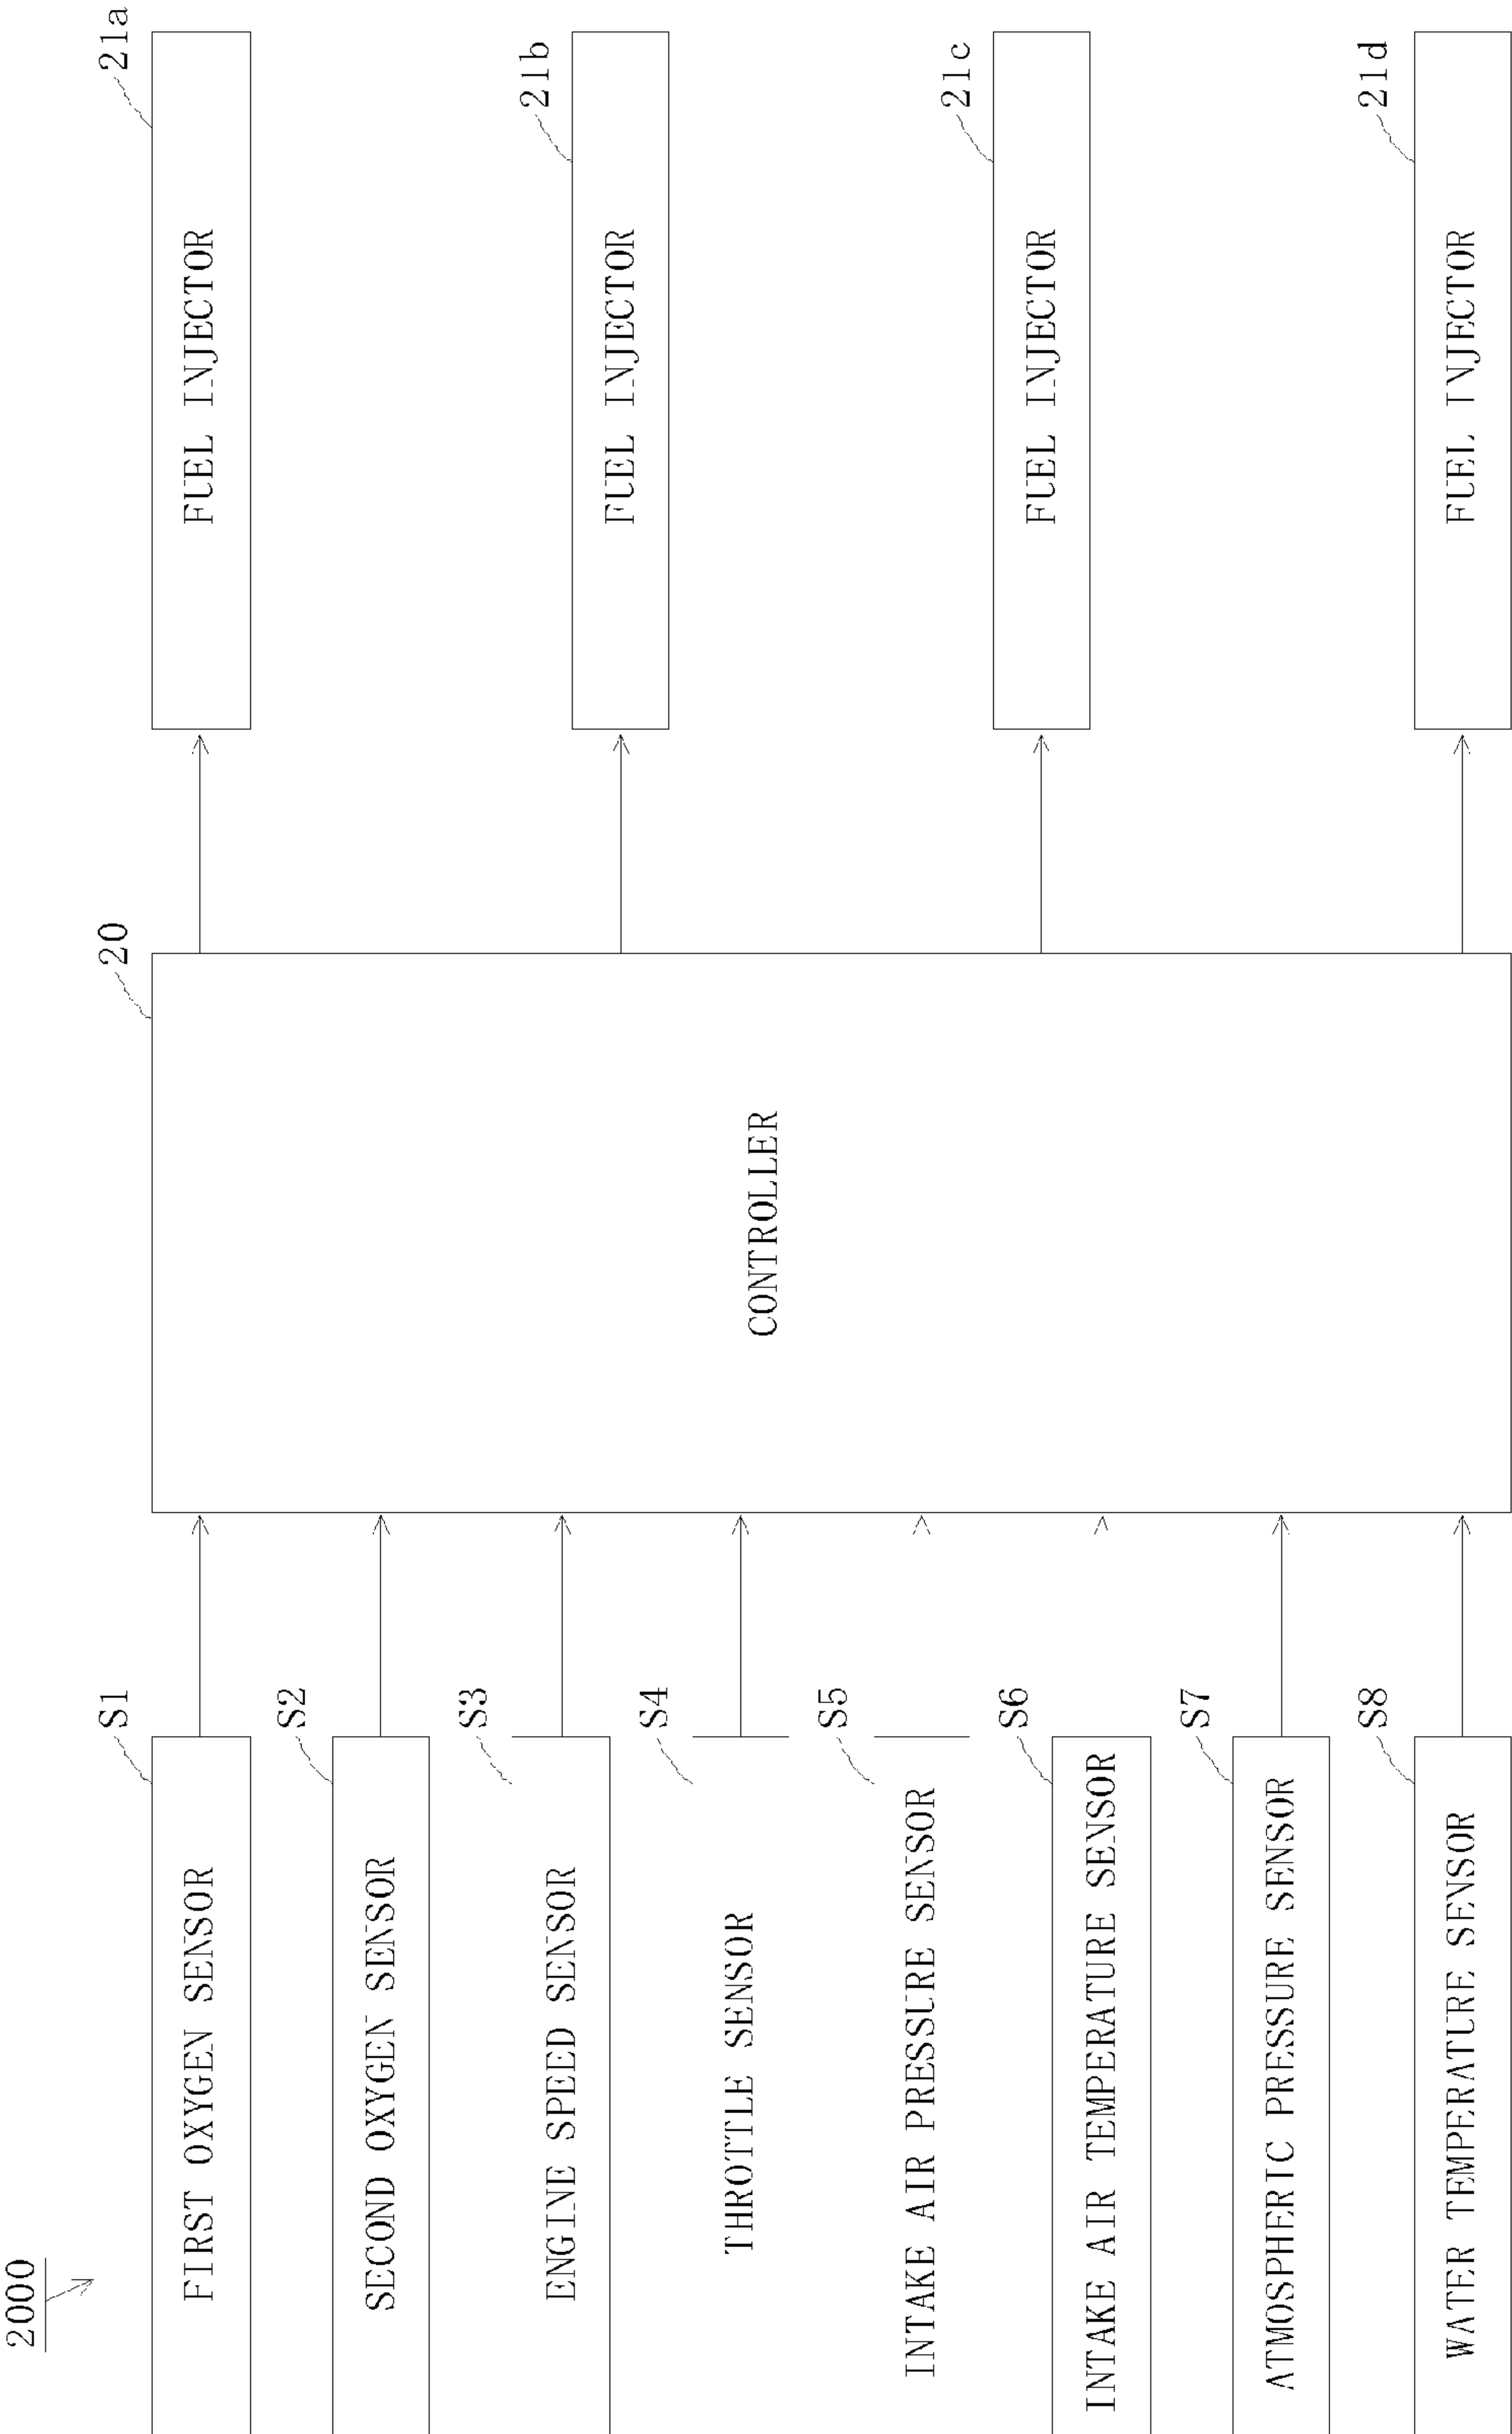 2000
S1
FIRST OXYGEN SENSOR
S2
SECOND OXYGEN SENSOR
S3
ENGINE SPEED SENSOR
S4
THROTTLE SENSOR
S5
INTAKE AIR PRESSURE SENSOR
S6
INTAKE AIR TEMPERATURE SENSOR
S7
ATMOSPHERIC PRESSURE SENSOR
S8
WATER TEMPERATURE SENSOR
20
CONTROLLER
21a
FUEL INJECTOR
21b
FUEL INJECTOR
21c
FUEL INJECTOR
21d
FUEL INJECTOR